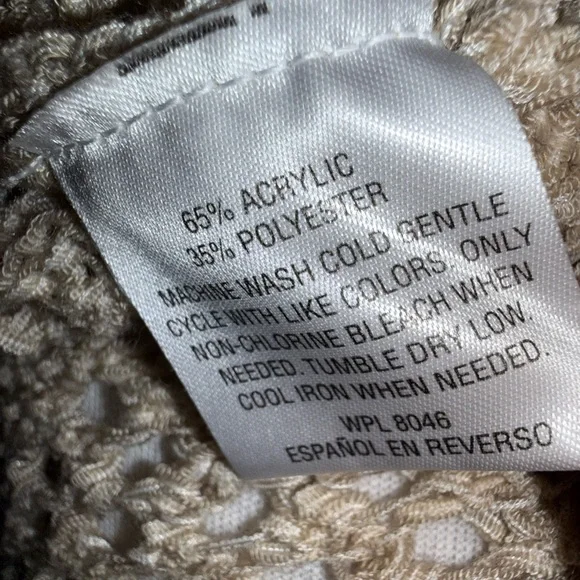 65% ACRYLIC
35% POLYESTER
MACHINE WASH COLD GENTLE
CYCLE WITH LIKE COLORS. ONLY
NON-CHLORINE BLEACH WHEN
NEEDED. TUMBLE DRY LOW.
COOL IRON WHEN NEEDED.
WPL 8046
ESPAÑOL EN REVERSO